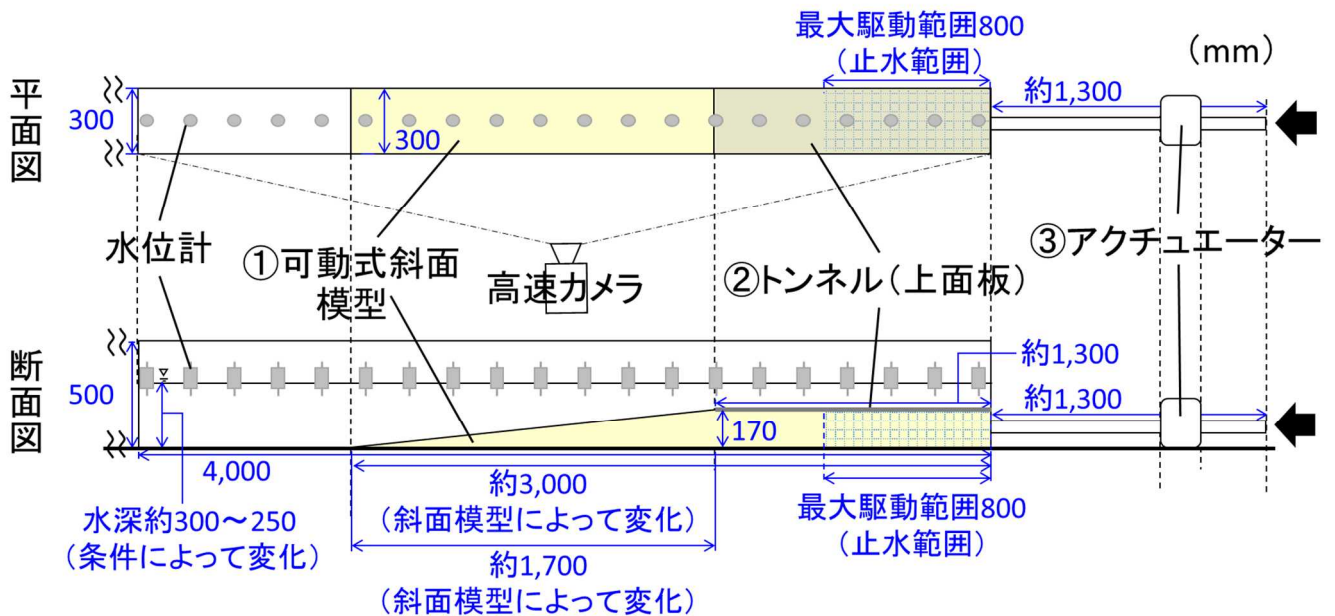 最大駆動範囲800
（止水範囲）
（mm）
平面図
300
300
約1,300
水位計
①可動式斜面
模型
高速カメラ
②トンネル（上面板）
③アクチュエーター
断面図
500
170
約1,300
約1,300
4,000
水深約300～250
（条件によって変化）
約3,000
（斜面模型によって変化）
約1,700
（斜面模型によって変化）
最大駆動範囲800
（止水範囲）